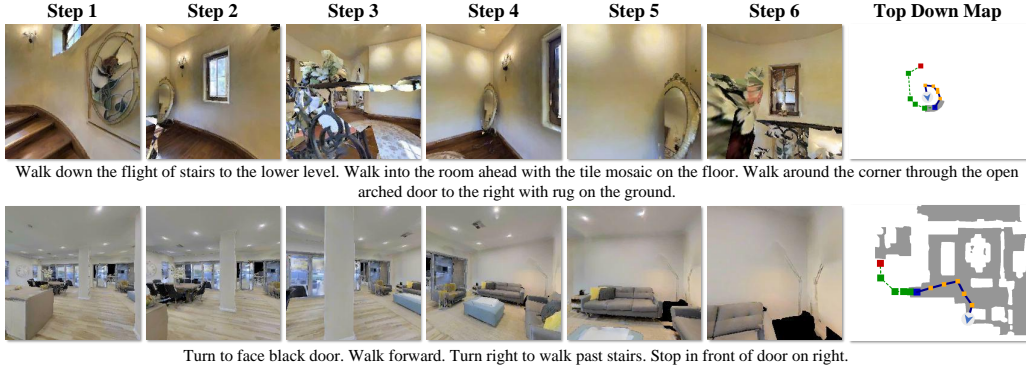 Step 1 Step 2 Step 3 Step 4 Step 5 Step 6 Top Down Map
Walk down the flight of stairs to the lower level. Walk into the room ahead with the tile mosaic on the floor. Walk around the corner through the open
arched door to the right with rug on the ground.
Turn to face black door. Walk forward. Turn right to walk past stairs. Stop in front of door on right.